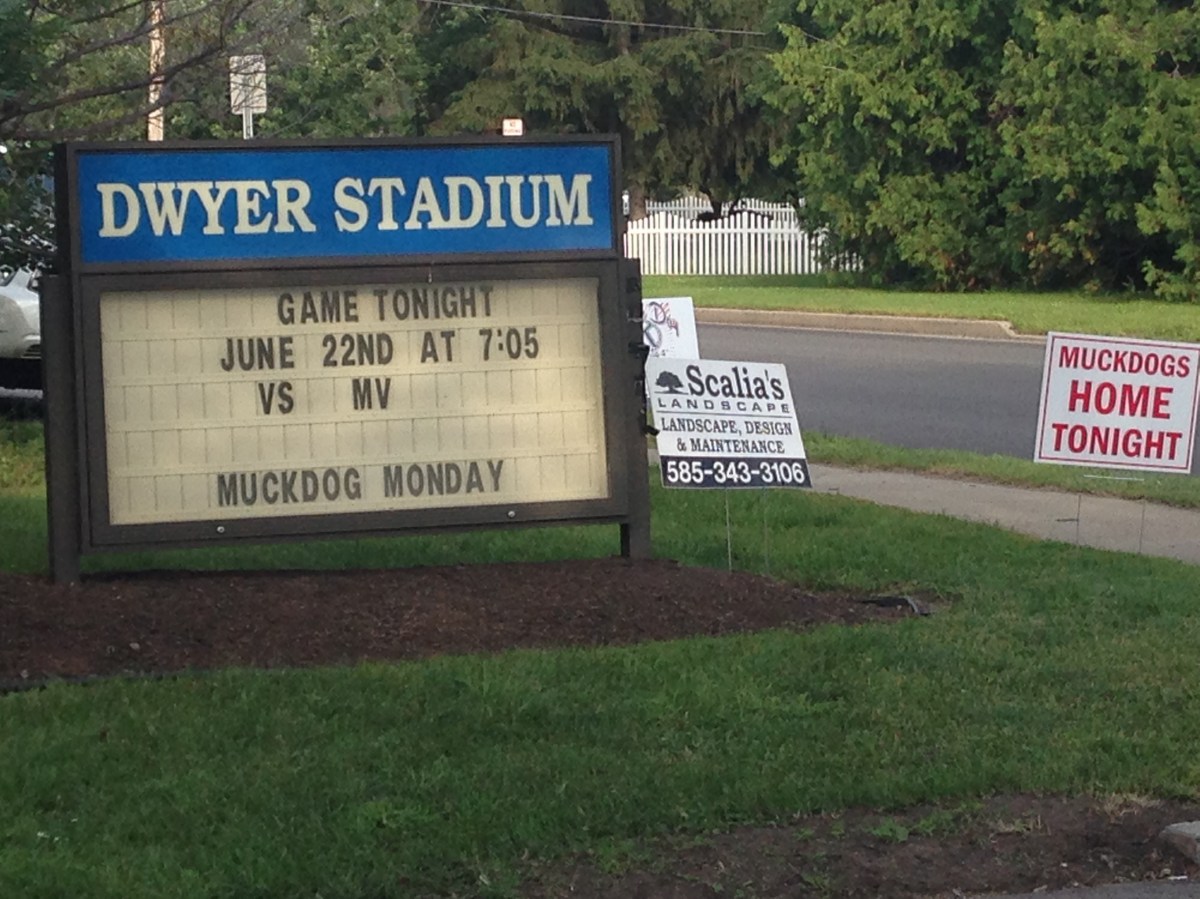 DWYER STADIUM
GAME TONIGHT
JUNE 22ND AT 7:05
VS MV
MUCKDOG MONDAY
Scalia's
LANDSCAPE
LANDSCAPE, DESIGN
& MAINTENANCE
585-343-3106
MUCKDOGS
HOME
TONIGHT